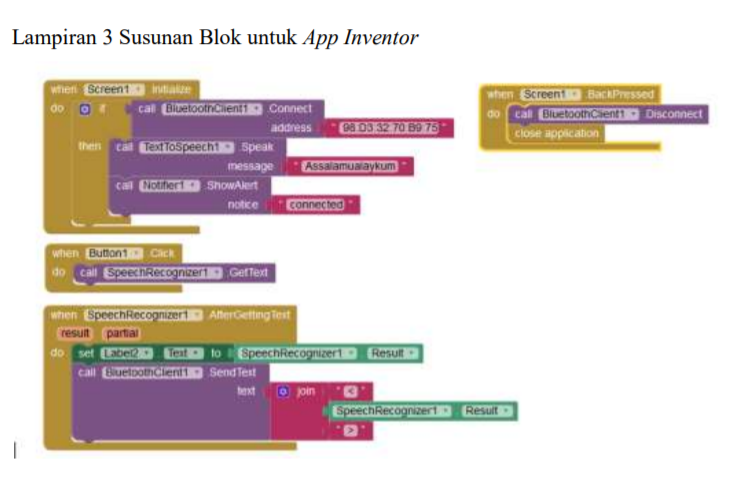 Lampiran 3 Susunan Blok untuk App Inventor
when Screen1 Initialize
do if call BluetoothClient1 Connect
address "98:D3:32:70:B9:75"
then call TextToSpeech1 Speak
message "Assalamualaykum"
call Notifier1 ShowAlert
notice "connected"
when Screen1 BackPressed
do call BluetoothClient1 Disconnect
close application
when Button1 Click
do call SpeechRecognizer1 GetText
when SpeechRecognizer1 AfterGettingText
result partial
do set Label2 Text to SpeechRecognizer1 Result
call BluetoothClient1 SendText
text join "<"
SpeechRecognizer1 Result
">"